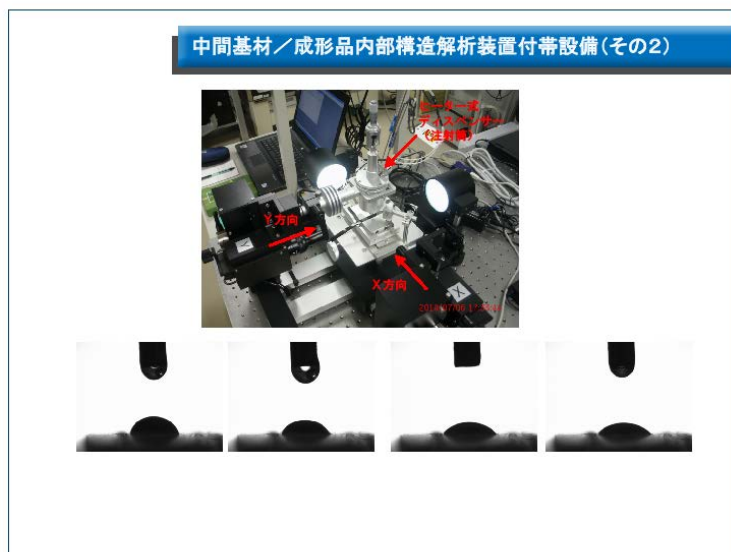 中間基材／成形品内部構造解析装置付帯設備(その２)
ヒーター式
ディスペンサー
(注射筒)
Ｙ方向
Ｘ方向
Y
X